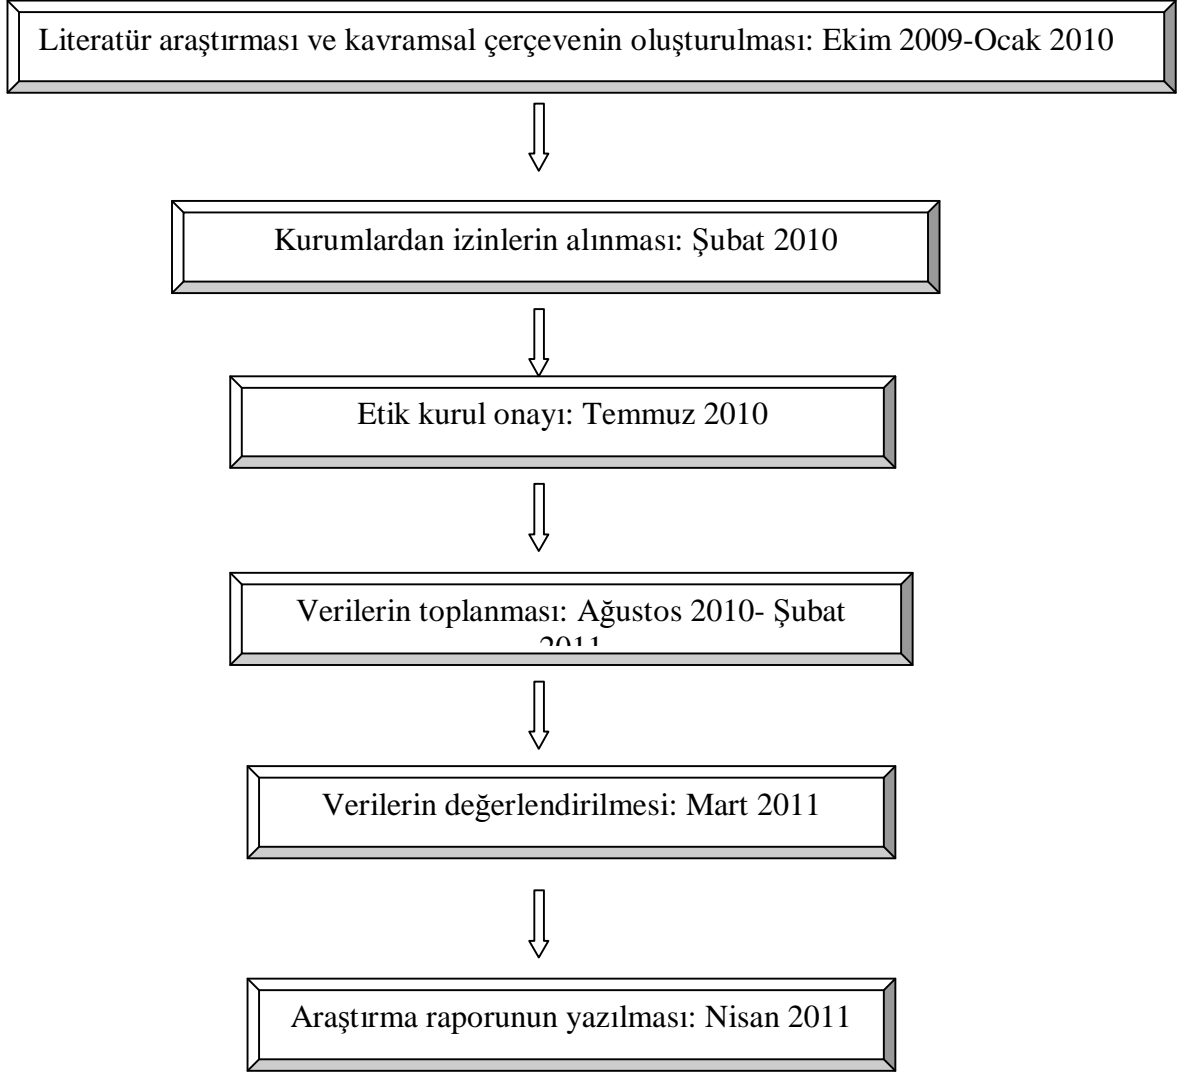 Literatür araştırması ve kavramsal çerçevenin oluşturulması: Ekim 2009-Ocak 2010
Kurumlardan izinlerin alınması: Şubat 2010
Etik kurul onayı: Temmuz 2010
Verilerin toplanması: Ağustos 2010- Şubat
2011
Verilerin değerlendirilmesi: Mart 2011
Araştırma raporunun yazılması: Nisan 2011